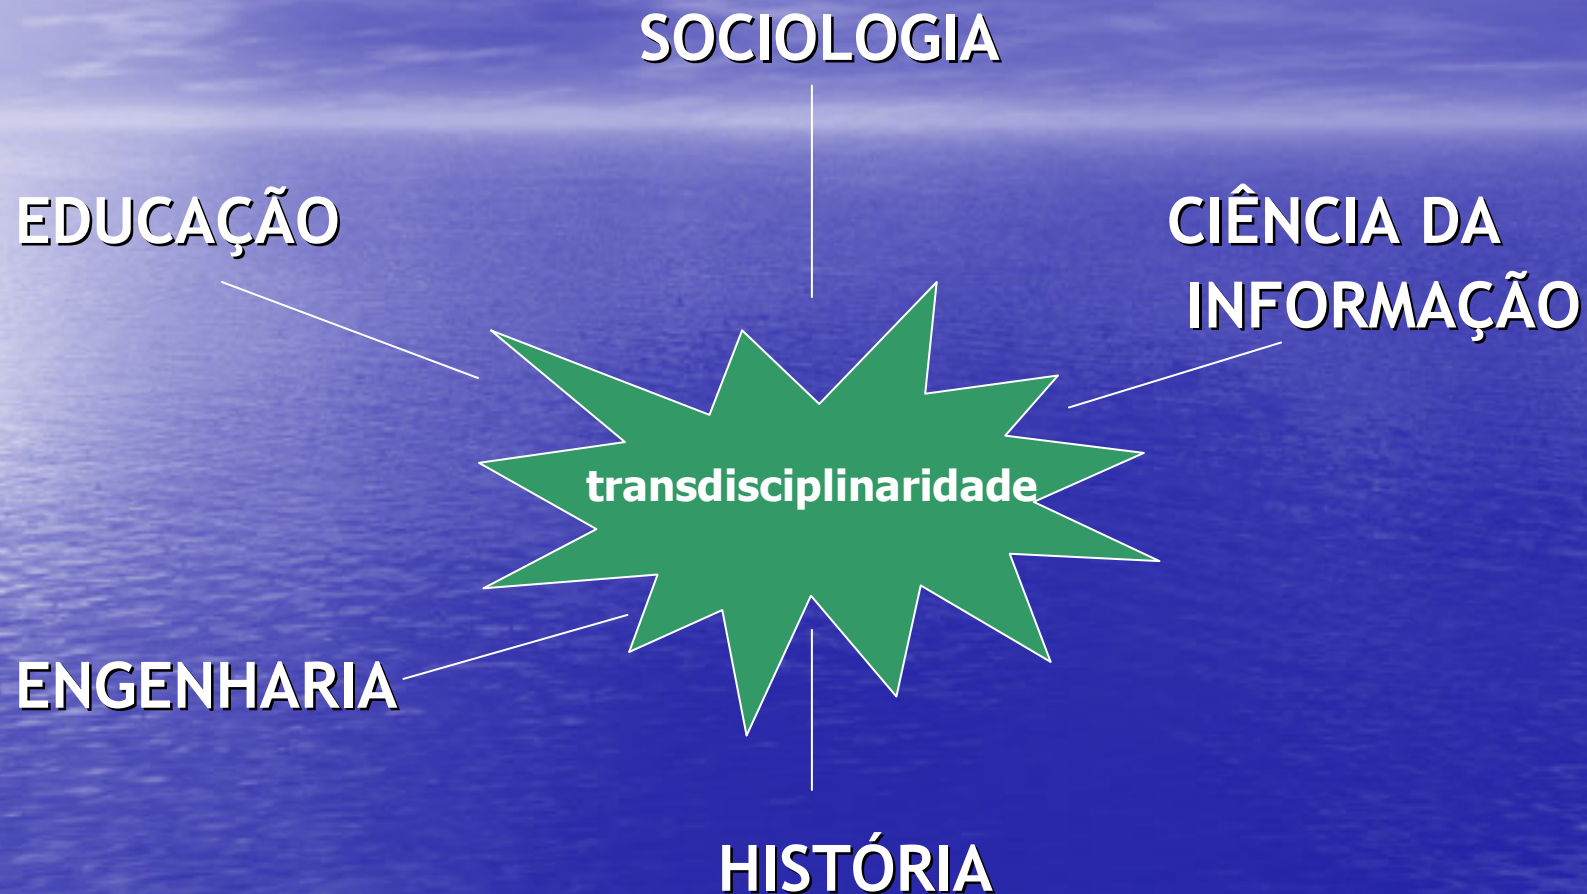 SOCIOLOGIA
EDUCAÇÃO
CIÊNCIA DA
INFORMAÇÃO
transdisciplinaridade
ENGENHARIA
HISTÓRIA